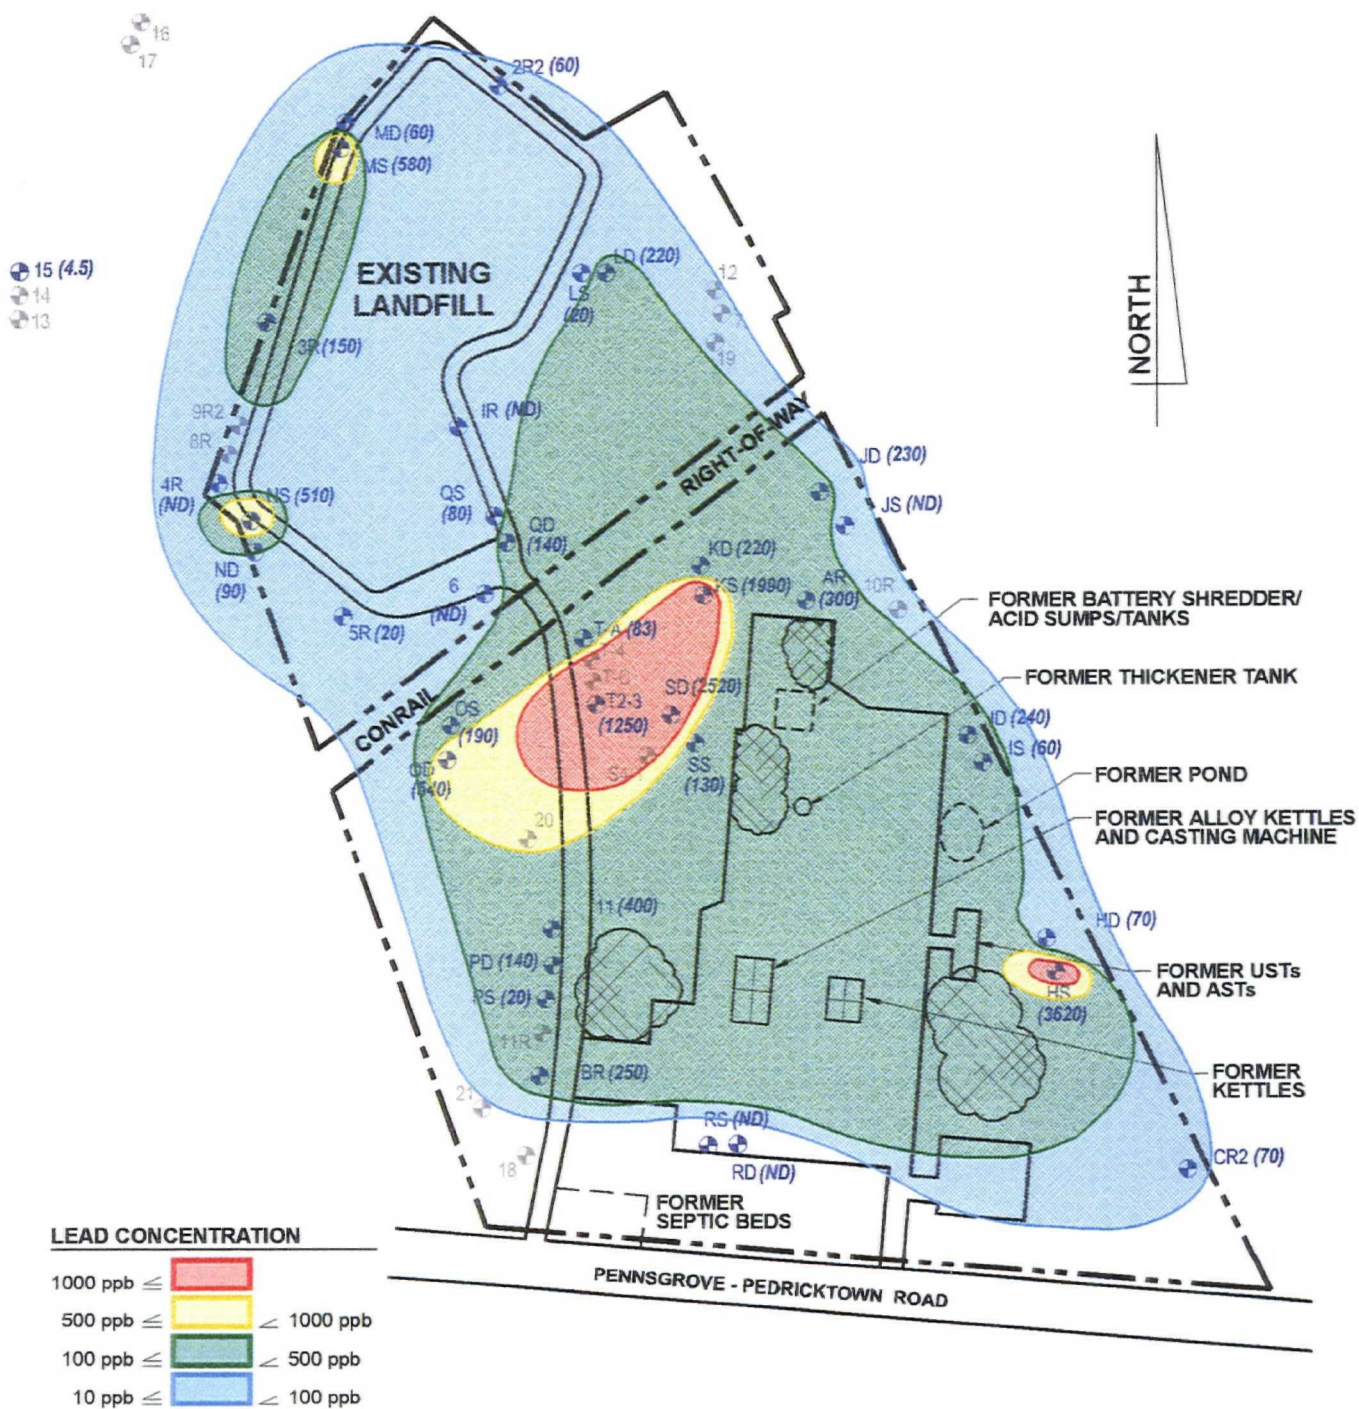 16
17
2R2 (60)
MD (60)
MS (580)
15 (4.5)
14
13
EXISTING
LANDFILL
LD (220)
LS
(20)
12
7
19
3R (150)
NORTH
9R2
8R
IR (ND)
RIGHT-OF-WAY
JD (230)
4R
(ND)
NS (510)
QS
(80)
JS (ND)
QD
(140)
KD (220)
ND
(90)
6
(ND)
KS (1990)
AR
(300)
10R
FORMER BATTERY SHREDDER/
ACID SUMPS/TANKS
5R (20)
T-A (83)
SD (2520)
FORMER THICKENER TANK
CONRAIL
OS
(190)
T2-3
(1250)
ID (240)
IS (60)
OD
(540)
SS
(130)
FORMER POND
20
FORMER ALLOY KETTLES
AND CASTING MACHINE
11 (400)
HD (70)
PD (140)
FORMER USTs
AND ASTs
PS (20)
HS
(3620)
11R
BR (250)
FORMER
KETTLES
21
RS (ND)
18
RD (ND)
CR2 (70)
FORMER
SEPTIC BEDS
PENNSGROVE - PEDRICKTOWN ROAD
LEAD CONCENTRATION
1000 ppb ≤
500 ppb ≤ ∠ 1000 ppb
100 ppb ≤ ∠ 500 ppb
10 ppb ≤ ∠ 100 ppb